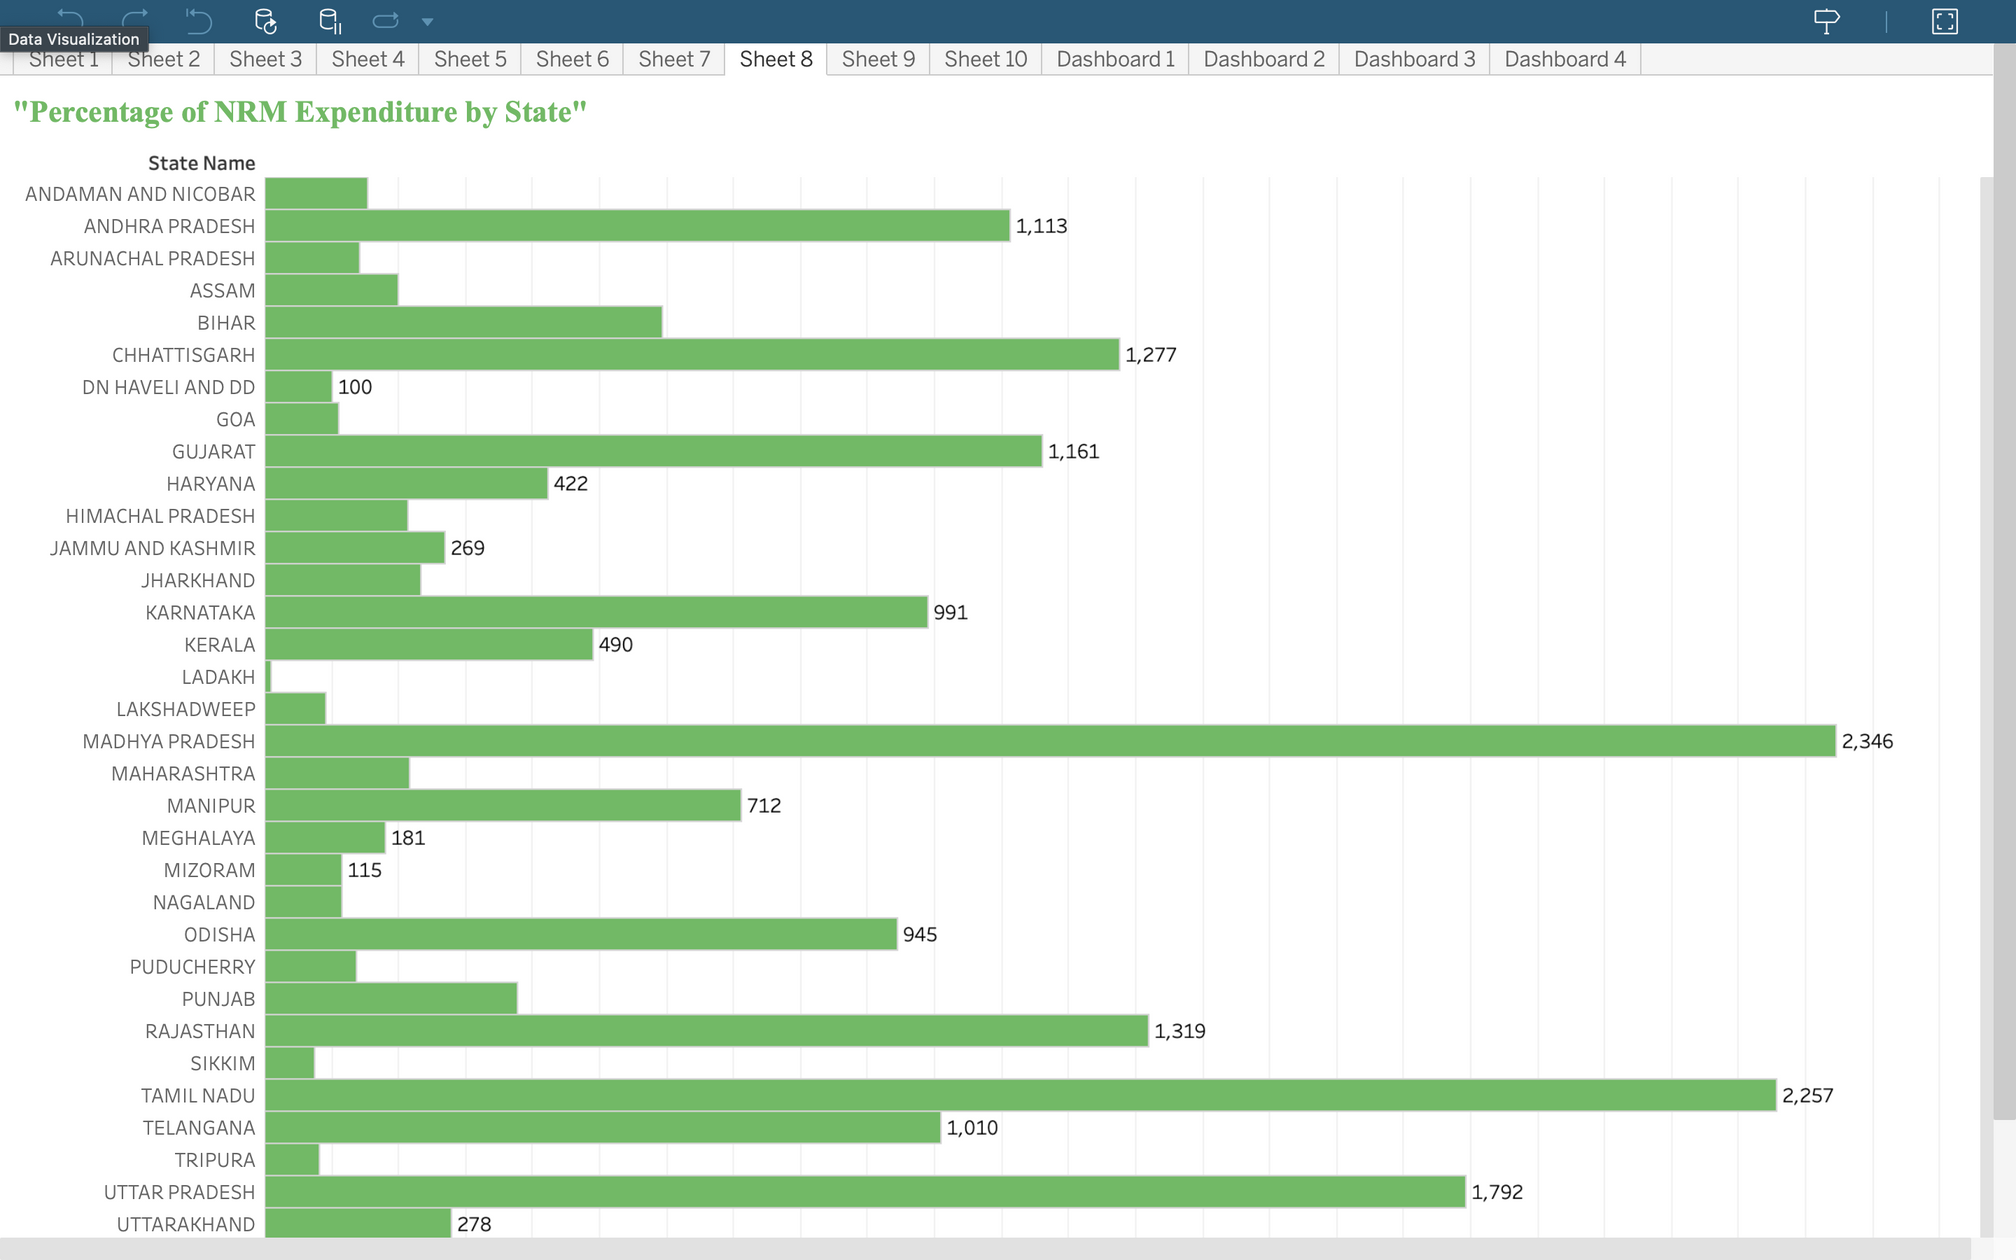 Data Visualization
Sheet 1 Sheet 2 Sheet 3 Sheet 4 Sheet 5 Sheet 6 Sheet 7 Sheet 8 Sheet 9 Sheet 10 Dashboard 1 Dashboard 2 Dashboard 3 Dashboard 4
"Percentage of NRM Expenditure by State"
State Name
ANDAMAN AND NICOBAR
ANDHRA PRADESH 1,113
ARUNACHAL PRADESH
ASSAM
BIHAR
CHHATTISGARH 1,277
DN HAVELI AND DD 100
GOA
GUJARAT 1,161
HARYANA 422
HIMACHAL PRADESH
JAMMU AND KASHMIR 269
JHARKHAND
KARNATAKA 991
KERALA 490
LADAKH
LAKSHADWEEP
MADHYA PRADESH 2,346
MAHARASHTRA
MANIPUR 712
MEGHALAYA 181
MIZORAM 115
NAGALAND
ODISHA 945
PUDUCHERRY
PUNJAB
RAJASTHAN 1,319
SIKKIM
TAMIL NADU 2,257
TELANGANA 1,010
TRIPURA
UTTAR PRADESH 1,792
UTTARAKHAND 278